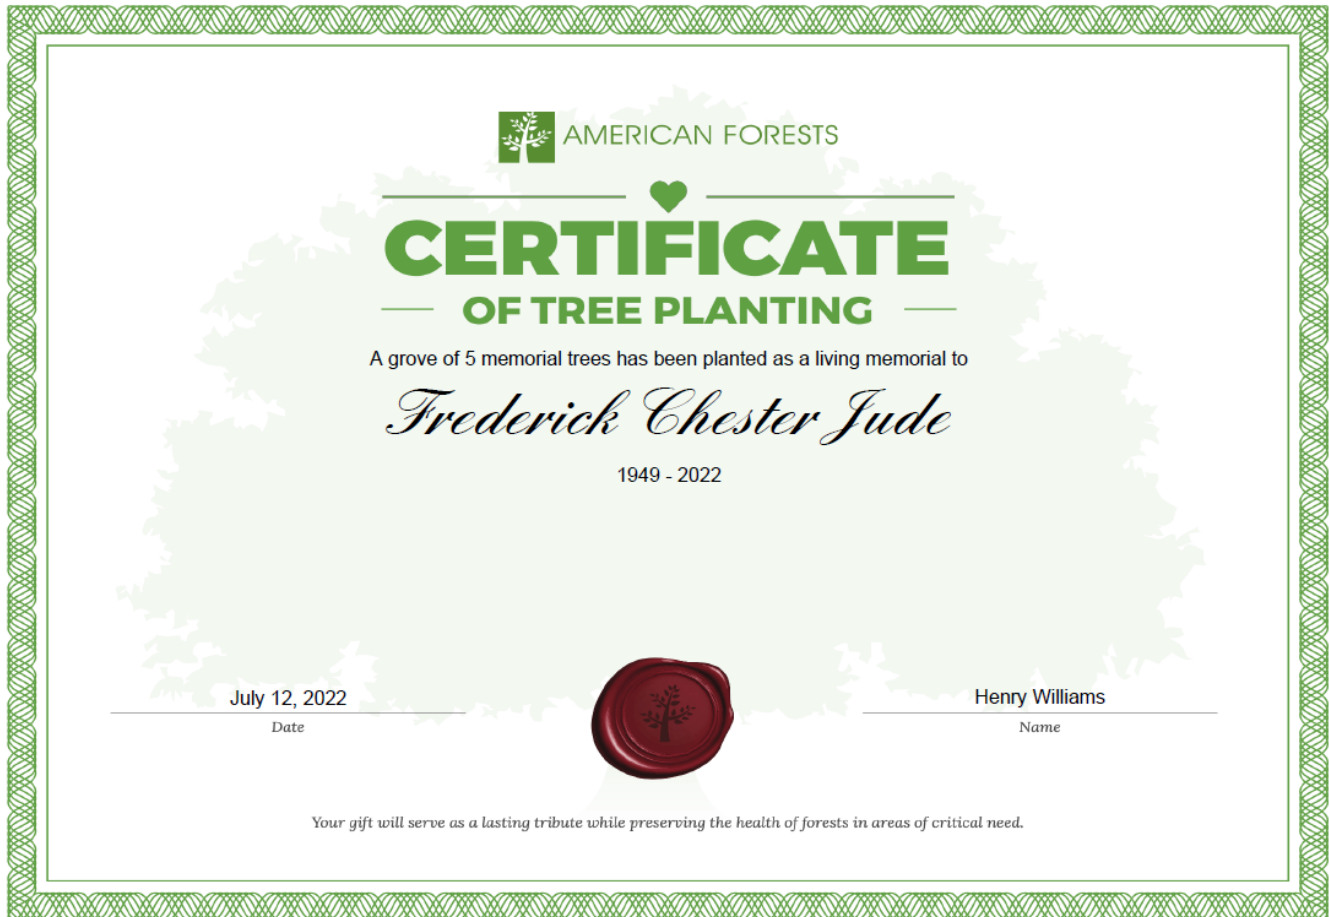 AMERICAN FORESTS
CERTIFICATE
OF TREE PLANTING
A grove of 5 memorial trees has been planted as a living memorial to
Frederick Chester Jude
1949 - 2022
July 12, 2022
Date
Henry Williams
Name
Your gift will serve as a lasting tribute while preserving the health of forests in areas of critical need.